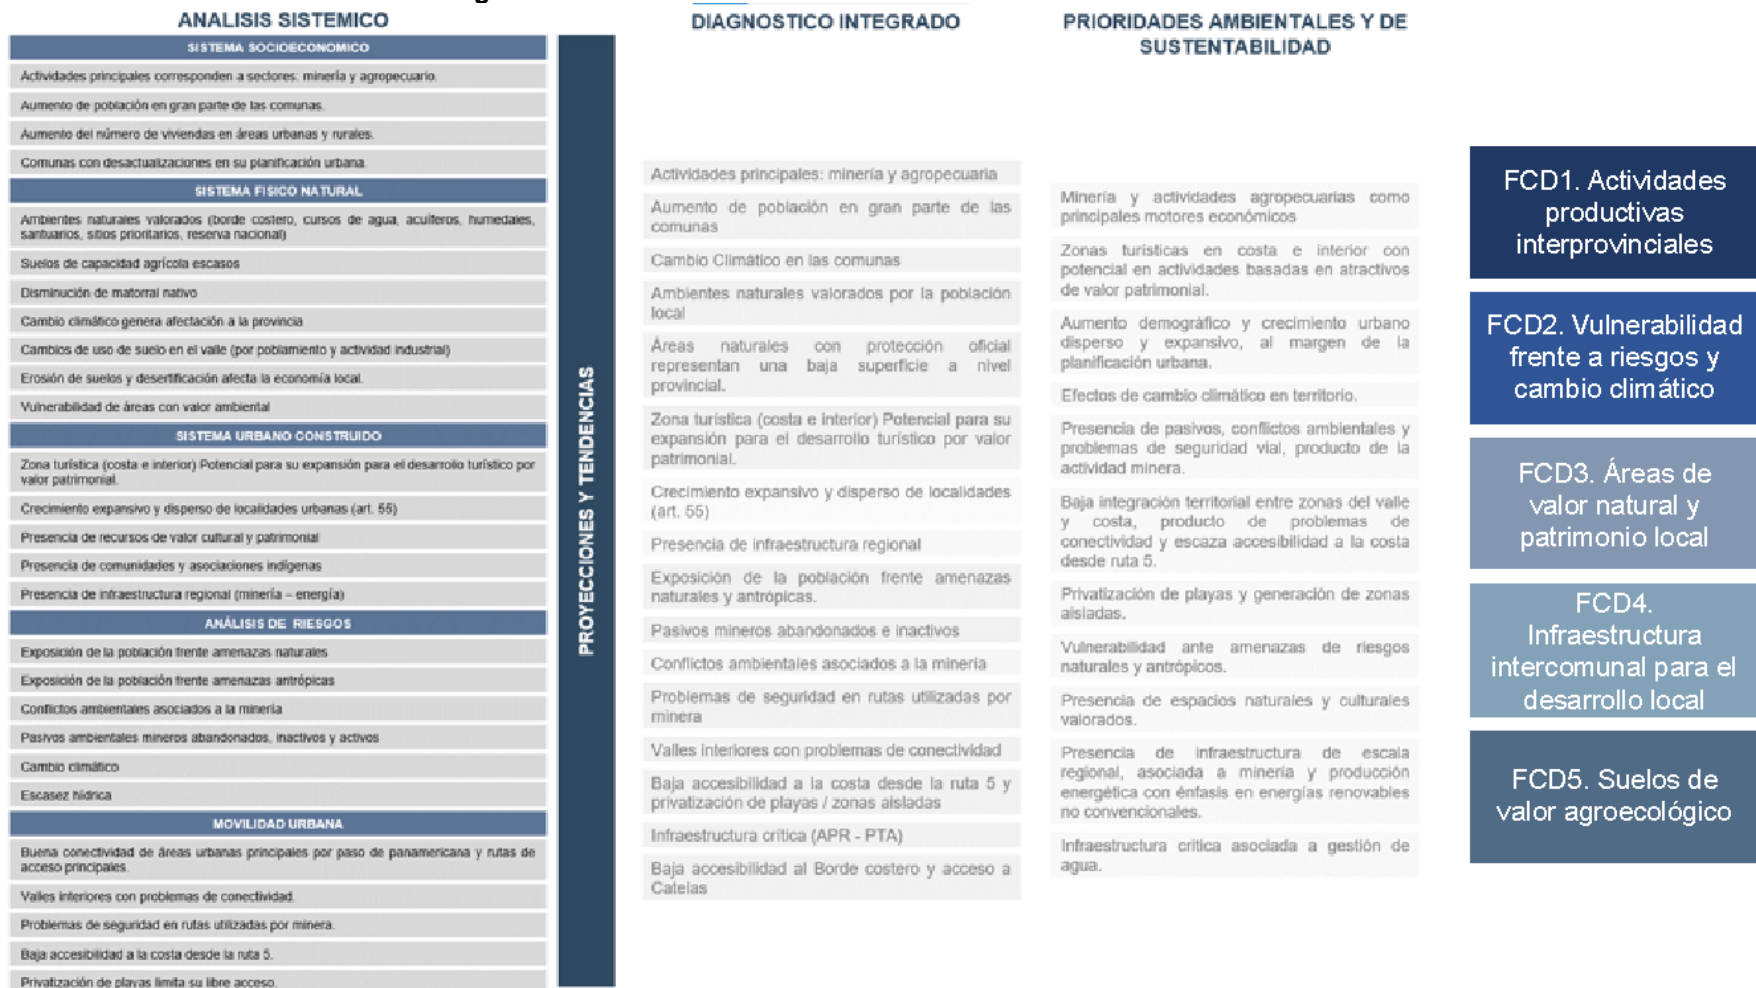 ANALISIS SISTEMICO
SISTEMA SOCIOECONOMICO
Actividades principales corresponden a sectores: minería y agropecuario.
Aumento de población en gran parte de las comunas.
Aumento del número de viviendas en áreas urbanas y rurales.
Comunas con desactualizaciones en su planificación urbana.
SISTEMA FISICO NATURAL
Ambientes naturales valorados (borde costero, cursos de agua, acuíferos, humedales,
santuarios, sitios prioritarios, reserva nacional)
Suelos de capacidad agrícola escasos
Disminución de matorral nativo
Cambio climático genera afectación a la provincia
Cambios de uso de suelo en el valle (por poblamiento y actividad industrial)
Erosión de suelos y desertificación afecta la economía local.
Vulnerabilidad de áreas con valor ambiental
SISTEMA URBANO CONSTRUIDO
Zona turística (costa e interior) Potencial para su expansión para el desarrollo turístico por
valor patrimonial.
Crecimiento expansivo y disperso de localidades urbanas (art. 55)
Presencia de recursos de valor cultural y patrimonial
Presencia de comunidades y asociaciones indígenas
Presencia de infraestructura regional (minería – energía)
ANÁLISIS DE RIESGOS
Exposición de la población frente amenazas naturales
Exposición de la población frente amenazas antrópicas
Conflictos ambientales asociados a la minería
Pasivos ambientales mineros abandonados, inactivos y activos
Cambio climático
Escasez hídrica
MOVILIDAD URBANA
Buena conectividad de áreas urbanas principales por paso de panamericana y rutas de
acceso principales.
Valles interiores con problemas de conectividad.
Problemas de seguridad en rutas utilizadas por minera.
Baja accesibilidad a la costa desde la ruta 5.
Privatización de playas limita su libre acceso.
PROYECCIONES Y TENDENCIAS
DIAGNOSTICO INTEGRADO
Actividades principales: minería y agropecuaria
Aumento de población en gran parte de las
comunas
Cambio Climático en las comunas
Ambientes naturales valorados por la población
local
Áreas naturales con protección oficial
representan una baja superficie a nivel
provincial.
Zona turística (costa e interior) Potencial para su
expansión para el desarrollo turístico por valor
patrimonial.
Crecimiento expansivo y disperso de localidades
(art. 55)
Presencia de infraestructura regional
Exposición de la población frente amenazas
naturales y antrópicas.
Pasivos mineros abandonados e inactivos
Conflictos ambientales asociados a la minería
Problemas de seguridad en rutas utilizadas por
minera
Valles interiores con problemas de conectividad
Baja accesibilidad a la costa desde la ruta 5 y
privatización de playas / zonas aisladas
Infraestructura crítica (APR - PTA)
Baja accesibilidad al Borde costero y acceso a
Catelas
PRIORIDADES AMBIENTALES Y DE
SUSTENTABILIDAD
Minería y actividades agropecuarias como
principales motores económicos
Zonas turísticas en costa e interior con
potencial en actividades basadas en atractivos
de valor patrimonial.
Aumento demográfico y crecimiento urbano
disperso y expansivo, al margen de la
planificación urbana.
Efectos de cambio climático en territorio.
Presencia de pasivos, conflictos ambientales y
problemas de seguridad vial, producto de la
actividad minera.
Baja integración territorial entre zonas del valle
y costa, producto de problemas de
conectividad y escaza accesibilidad a la costa
desde ruta 5.
Privatización de playas y generación de zonas
aisladas.
Vulnerabilidad ante amenazas de riesgos
naturales y antrópicos.
Presencia de espacios naturales y culturales
valorados.
Presencia de infraestructura de escala
regional, asociada a minería y producción
energética con énfasis en energías renovables
no convencionales.
Infraestructura crítica asociada a gestión de
agua.
FCD1. Actividades
productivas
interprovinciales
FCD2. Vulnerabilidad
frente a riesgos y
cambio climático
FCD3. Áreas de
valor natural y
patrimonio local
FCD4.
Infraestructura
intercomunal para el
desarrollo local
FCD5. Suelos de
valor agroecológico